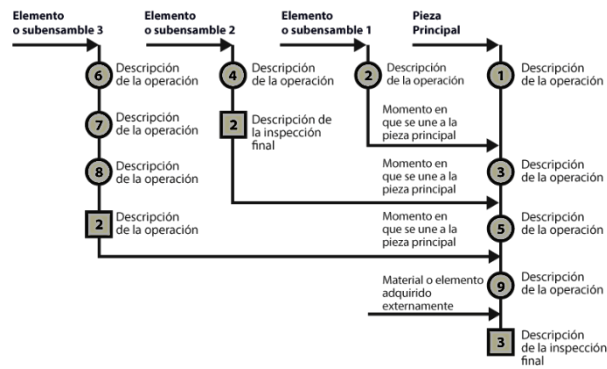 Elemento
o subensamble 3
Elemento
o subensamble 2
Elemento
o subensamble 1
Pieza
Principal
6
Descripción
de la operación
4
Descripción
de la operación
2
Descripción
de la operación
1
Descripción
de la operación
7
Descripción
de la operación
2
Descripción de
la inspección
final
Momento en
que se une a la
pieza principal
8
Descripción
de la operación
Momento en
que se une a la
pieza principal
3
Descripción
de la operación
2
Descripción
de la operación
Momento en
que se une a la
pieza principal
5
Descripción
de la operación
Material o elemento
adquirido
externamente
9
Descripción
de la operación
3
Descripción
de la inspección
final